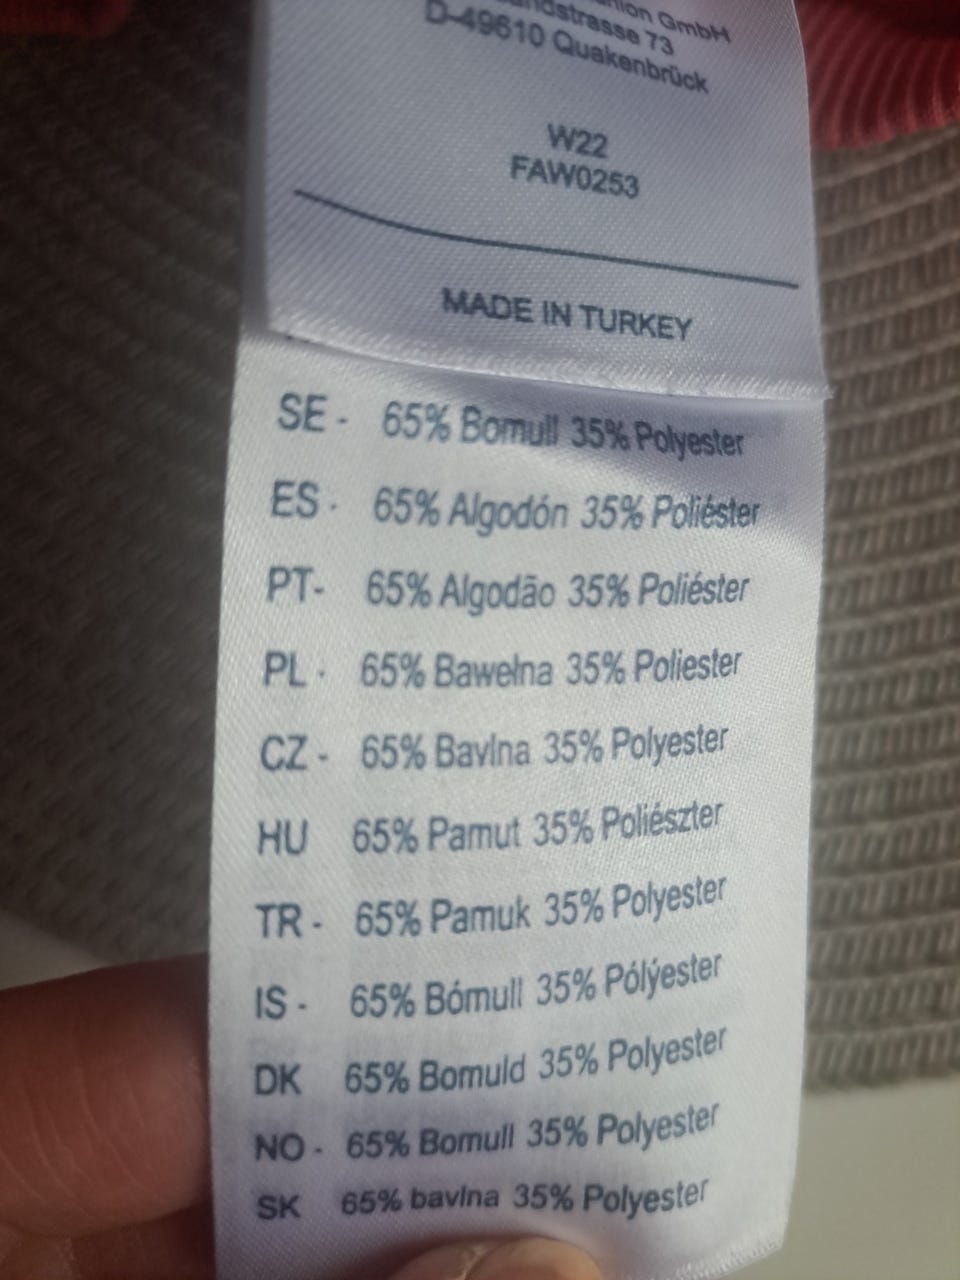 GmbH
73
D-49610 Quakenbrück
W22
FAW0253
MADE IN TURKEY
SE - 65% Bomull 35% Polyester
ES - 65% Algodón 35% Poliéster
PT- 65% Algodão 35% Poliéster
PL - 65% Bawełna 35% Poliester
CZ - 65% Bavlna 35% Polyester
HU 65% Pamut 35% Poliészter
TR - 65% Pamuk 35% Polyester
IS - 65% Bómull 35% Pólýester
DK 65% Bomuld 35% Polyester
NO - 65% Bomull 35% Polyester
SK 65% bavlna 35% Polyester